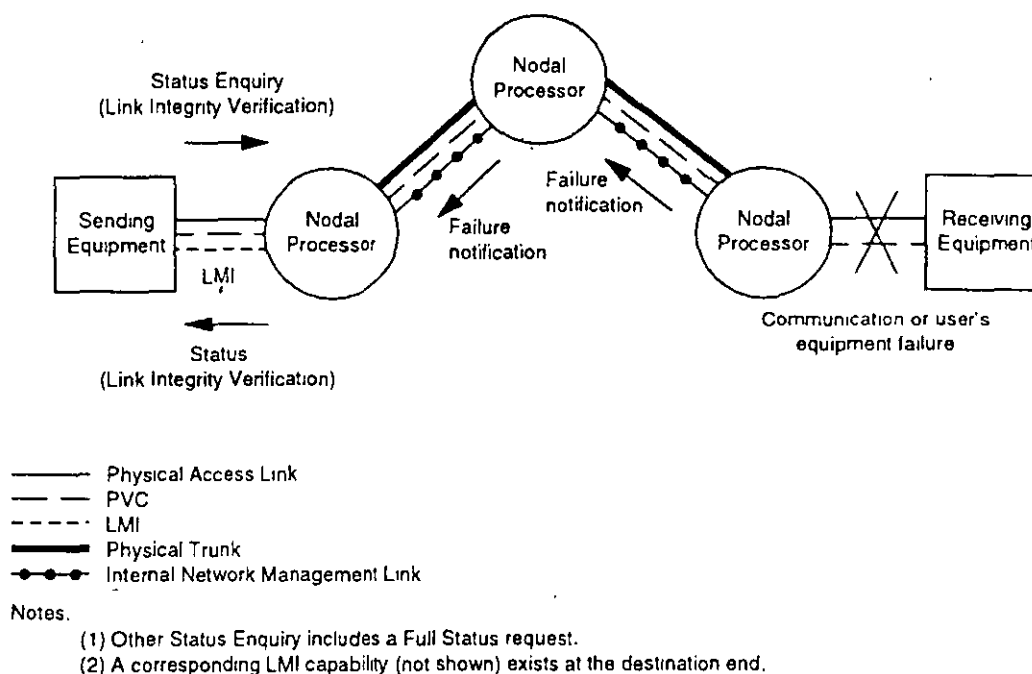 Status Enquiry
(Link Integrity Verification)
Nodal
Processor
Sending
Equipment
LMI
Nodal
Processor
Failure
notification
Failure
notification
Nodal
Processor
Receiving
Equipment
Status
(Link Integrity Verification)
Communication or user's
equipment failure
Physical Access Link
PVC
LMI
Physical Trunk
Internal Network Management Link
Notes.
(1) Other Status Enquiry includes a Full Status request.
(2) A corresponding LMI capability (not shown) exists at the destination end.